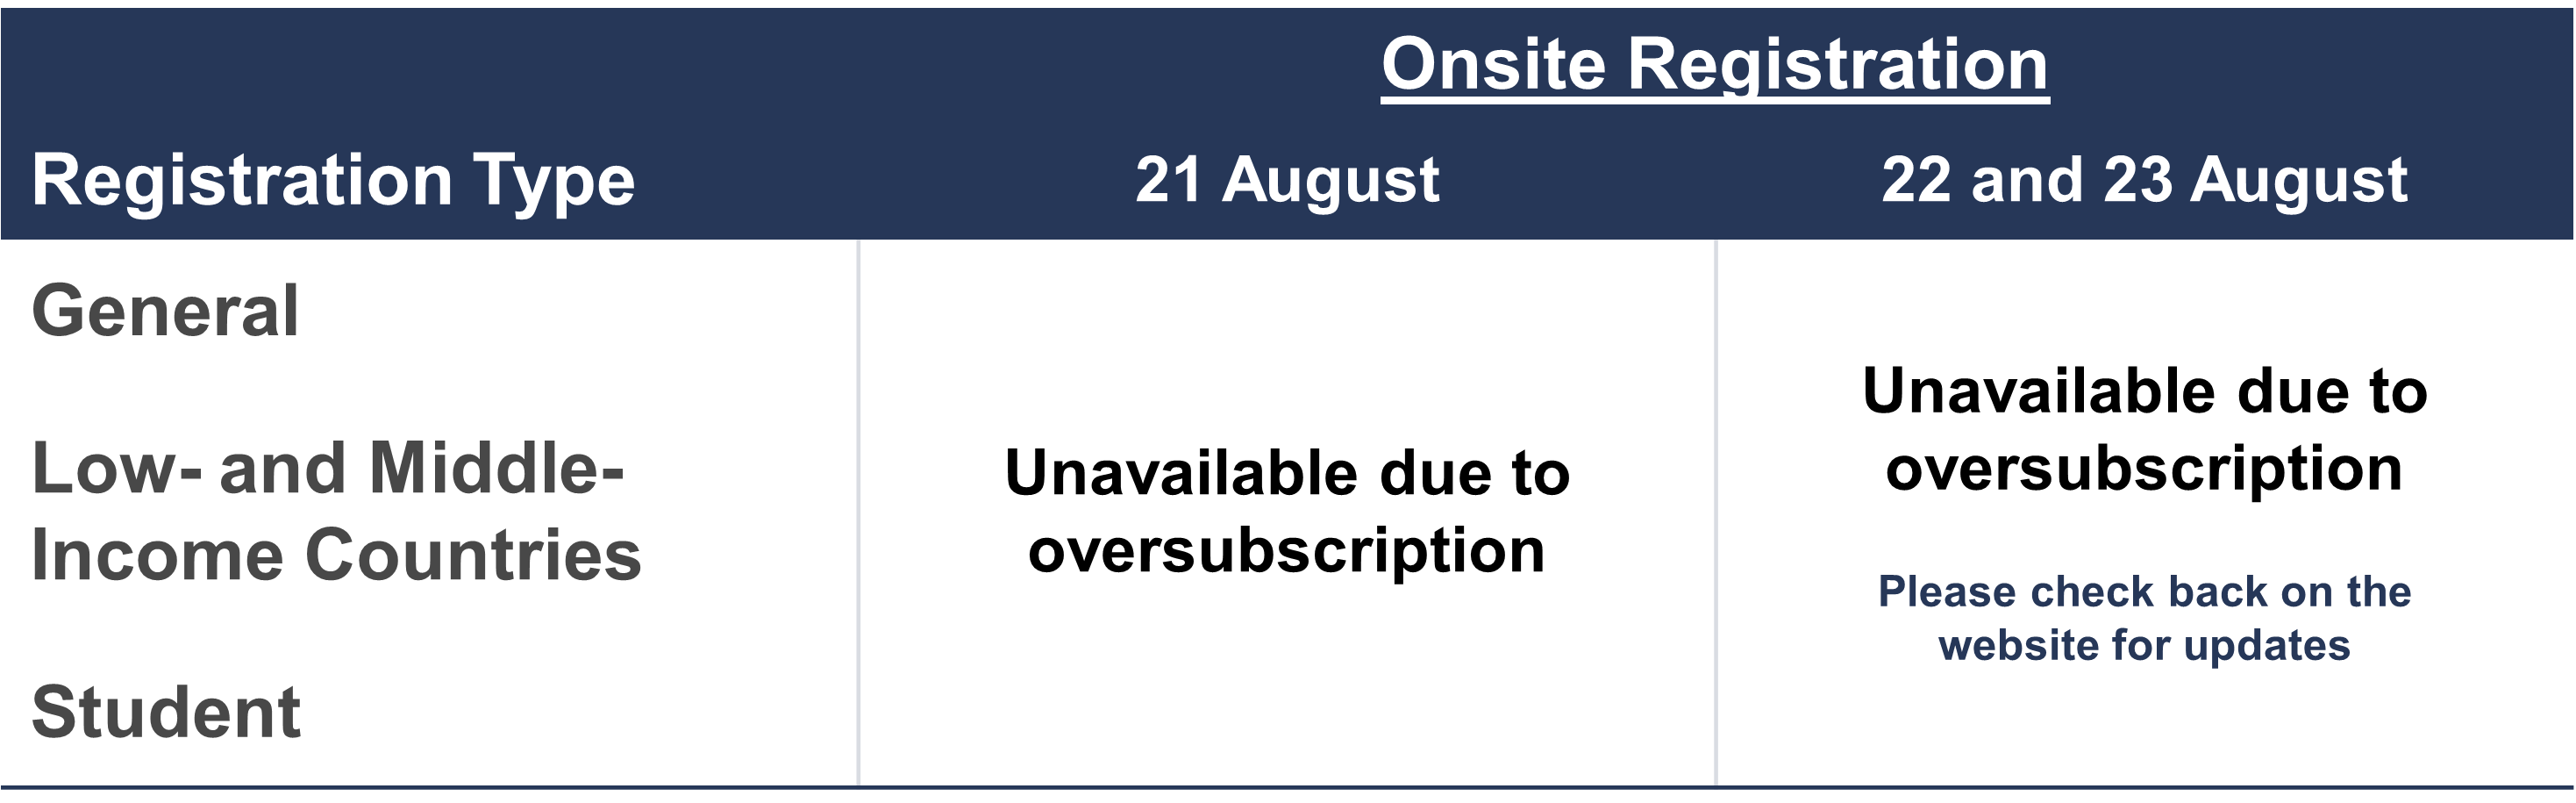 Onsite Registration
Registration Type
21 August
22 and 23 August
General
Low- and Middle-
Income Countries
Student
Unavailable due to
oversubscription
Unavailable due to
oversubscription
Please check back on the
website for updates